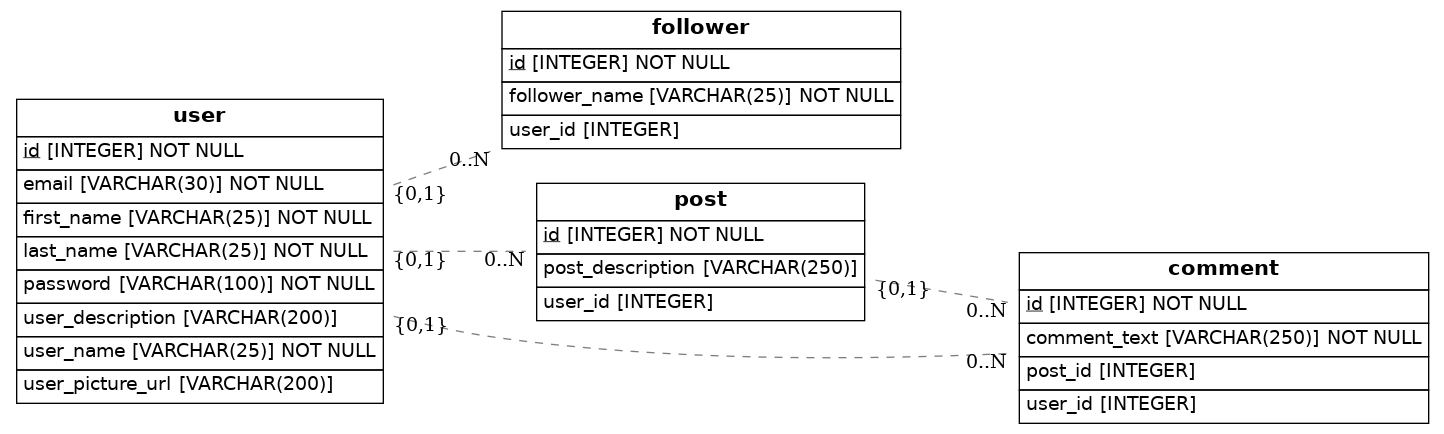 user
id [INTEGER] NOT NULL
email [VARCHAR(30)] NOT NULL
first_name [VARCHAR(25)] NOT NULL
last_name [VARCHAR(25)] NOT NULL
password [VARCHAR(100)] NOT NULL
user_description [VARCHAR(200)]
user_name [VARCHAR(25)] NOT NULL
user_picture_url [VARCHAR(200)]
{0,1}
0..N
{0,1}
0..N
{0,1}
0..N
follower
id [INTEGER] NOT NULL
follower_name [VARCHAR(25)] NOT NULL
user_id [INTEGER]
post
id [INTEGER] NOT NULL
post_description [VARCHAR(250)]
user_id [INTEGER]
{0,1}
0..N
comment
id [INTEGER] NOT NULL
comment_text [VARCHAR(250)] NOT NULL
post_id [INTEGER]
user_id [INTEGER]